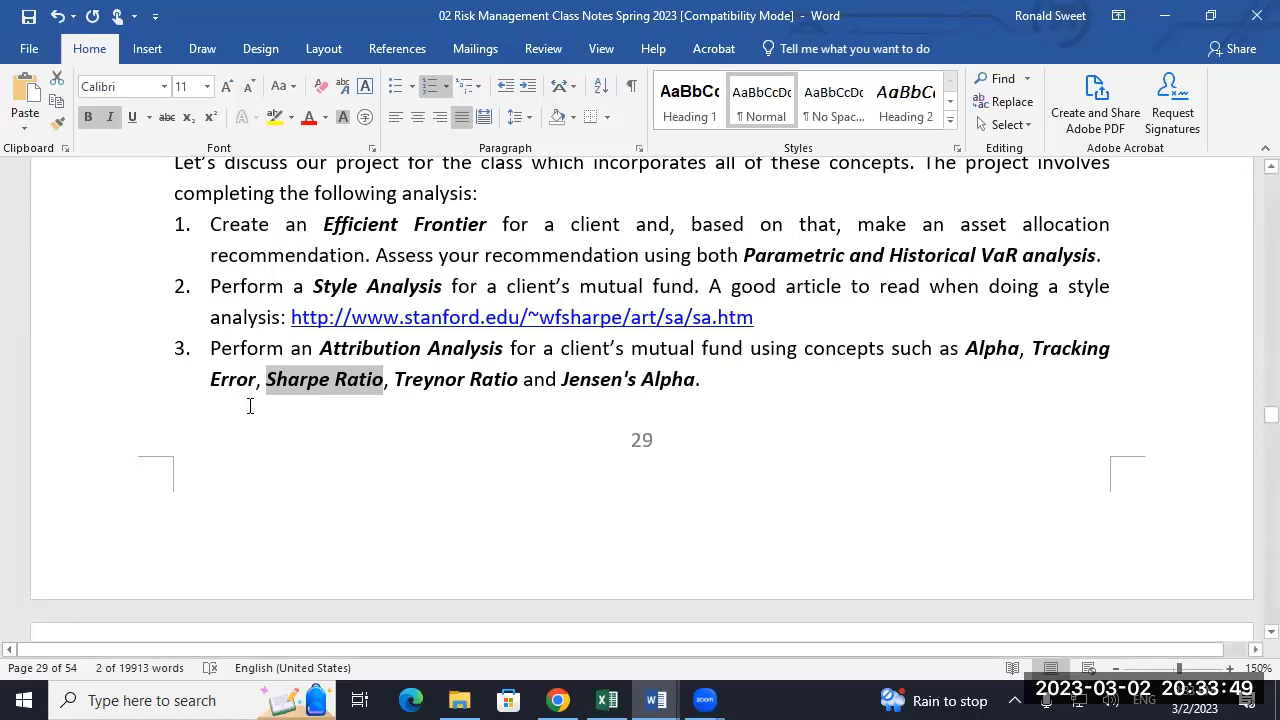 02 Risk Management Class Notes Spring 2023 [Compatibility Mode] - Word
Ronald Sweet
File Home Insert Draw Design Layout References Mailings Review View Help Acrobat Tell me what you want to do Share
Paste
Calibri 11
Clipboard Font Paragraph
AaBbCc AaBbCcDc AaBbCcDc AaBbCc
Heading 1 ¶ Normal ¶ No Spac... Heading 2
Styles
Find
Replace
Select
Editing
Create and Share Adobe PDF
Request Signatures
Adobe Acrobat
Let's discuss our project for the class which incorporates all of these concepts. The project involves
completing the following analysis:
1. Create an Efficient Frontier for a client and, based on that, make an asset allocation
recommendation. Assess your recommendation using both Parametric and Historical VaR analysis.
2. Perform a Style Analysis for a client's mutual fund. A good article to read when doing a style
analysis: http://www.stanford.edu/~wfsharpe/art/sa/sa.htm
3. Perform an Attribution Analysis for a client's mutual fund using concepts such as Alpha, Tracking
Error, Sharpe Ratio, Treynor Ratio and Jensen's Alpha.
29
Page 29 of 54 2 of 19913 words English (United States) 150%
Type here to search
zoom
Rain to stop
ENG
2023-03-02 20:33:49
3/2/2023